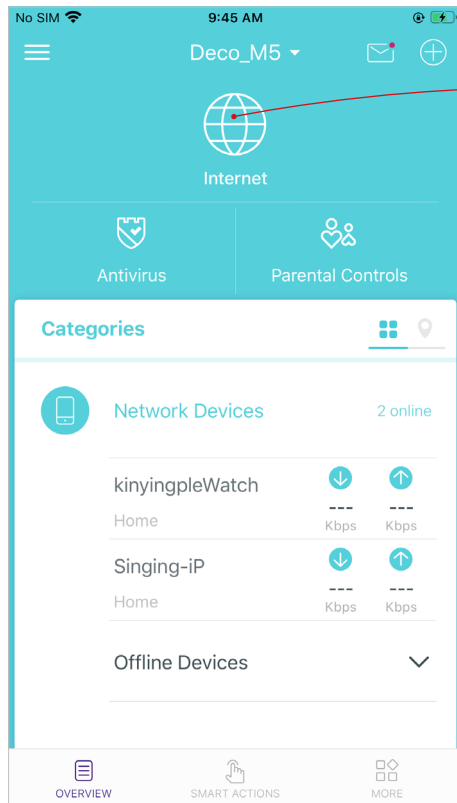 No SIM 9:45 AM
Deco_M5
Internet
Antivirus Parental Controls
Categories
Network Devices 2 online
kinyingpleWatch
Home
--- ---
Kbps Kbps
Singing-iP
Home
--- ---
Kbps Kbps
Offline Devices
OVERVIEW SMART ACTIONS MORE